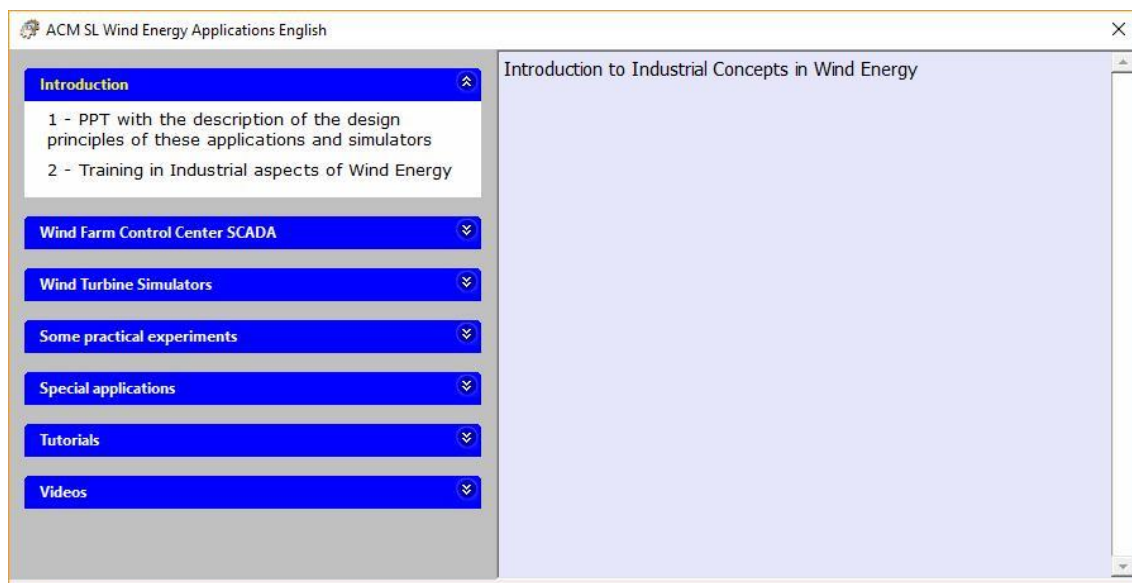 ACM SL Wind Energy Applications English
Introduction
1 - PPT with the description of the design
principles of these applications and simulators
2 - Training in Industrial aspects of Wind Energy
Wind Farm Control Center SCADA
Wind Turbine Simulators
Some practical experiments
Special applications
Tutorials
Videos
Introduction to Industrial Concepts in Wind Energy